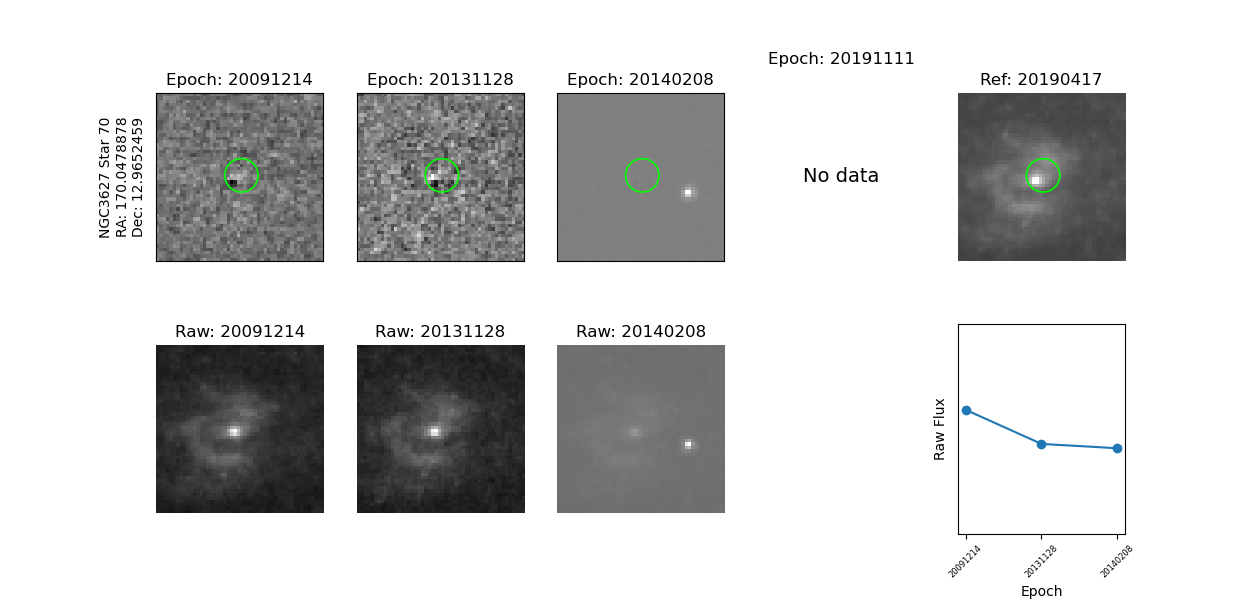 Epoch: 20191111
Epoch: 20091214
Epoch: 20131128
Epoch: 20140208
Ref: 20190417
NGC3627 Star 70
RA: 170.0478878
Dec: 12.9652459
No data
Raw: 20091214
Raw: 20131128
Raw: 20140208
Raw Flux
20091214
20131128
20140208
Epoch